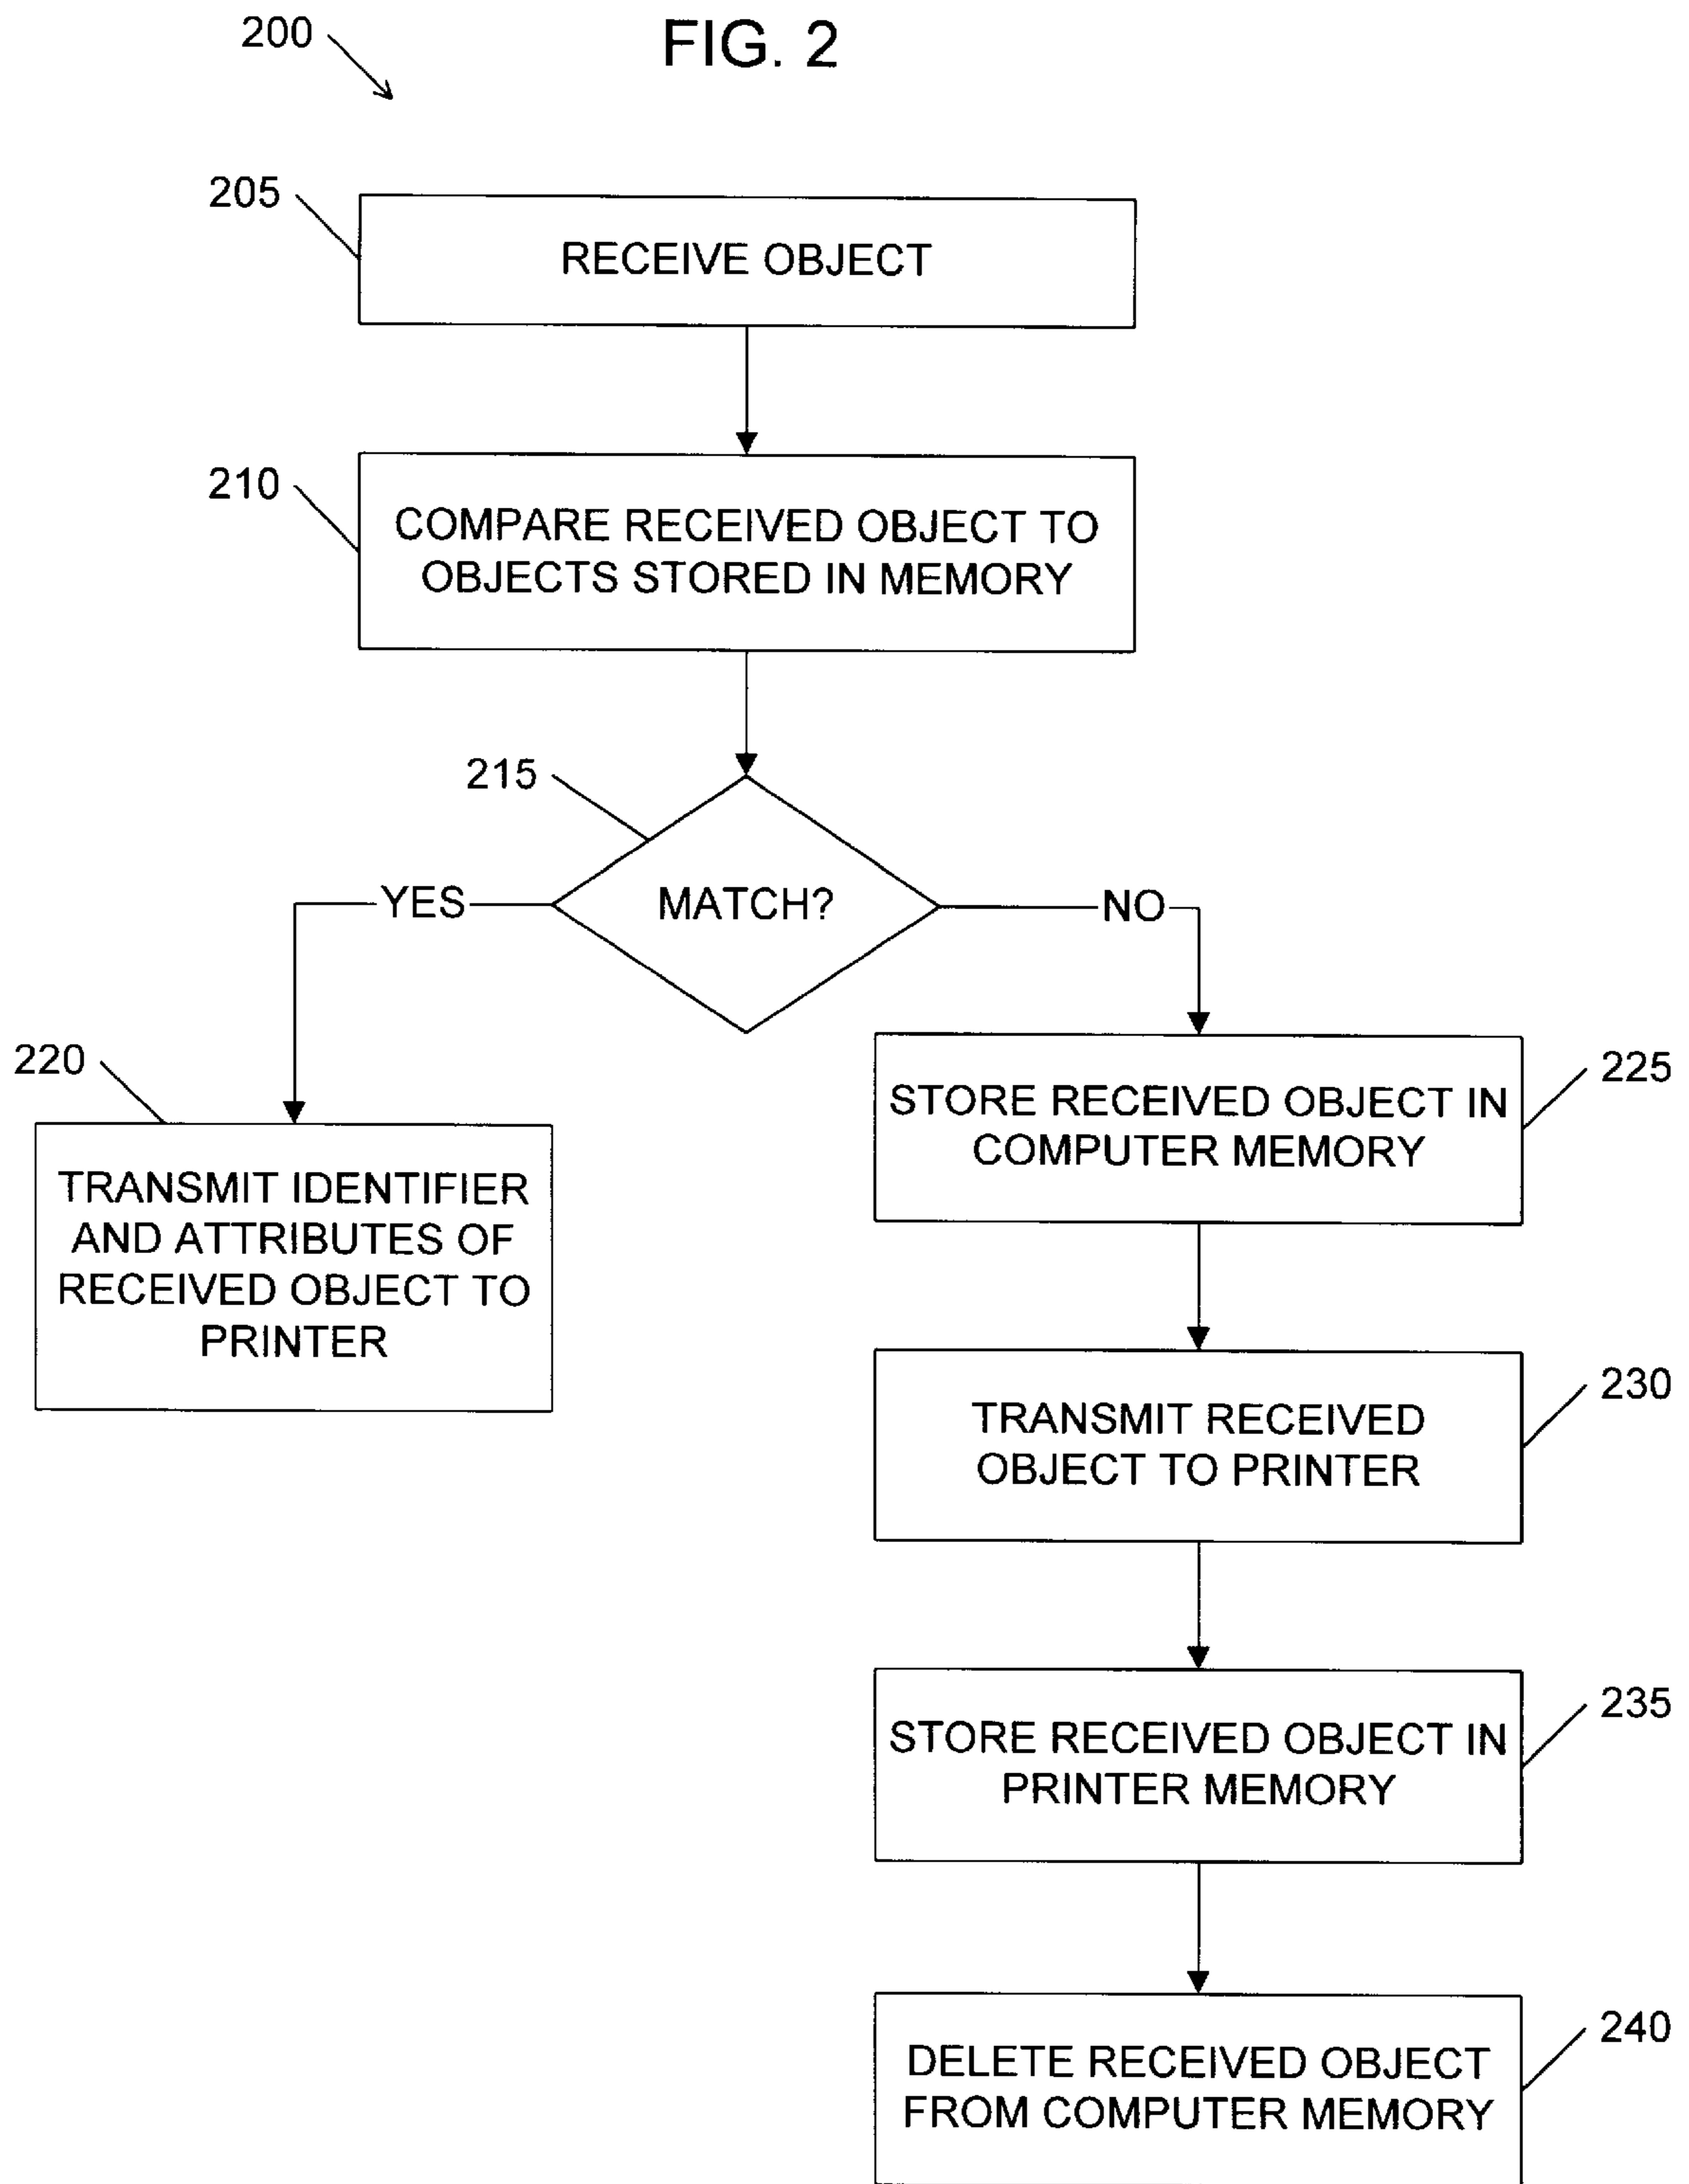 200
FIG. 2
205
RECEIVE OBJECT
210
COMPARE RECEIVED OBJECT TO
OBJECTS STORED IN MEMORY
215
MATCH?
YES
NO
220
TRANSMIT IDENTIFIER
AND ATTRIBUTES OF
RECEIVED OBJECT TO
PRINTER
225
STORE RECEIVED OBJECT IN
COMPUTER MEMORY
230
TRANSMIT RECEIVED
OBJECT TO PRINTER
235
STORE RECEIVED OBJECT IN
PRINTER MEMORY
240
DELETE RECEIVED OBJECT
FROM COMPUTER MEMORY